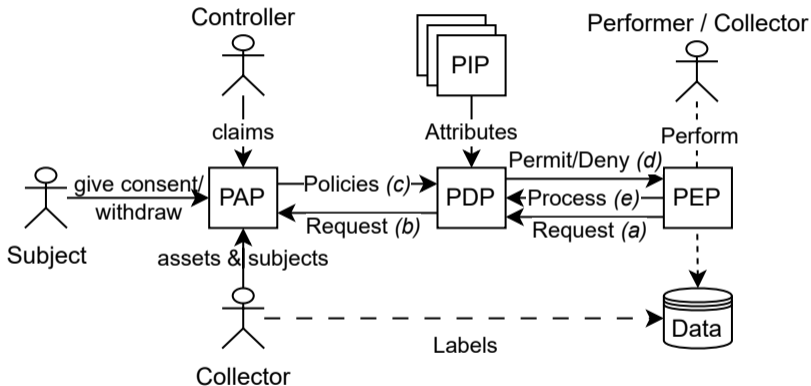 Controller
Performer / Collector
PIP
claims
Attributes
Perform
Permit/Deny (d)
give consent/
withdraw
PAP
Policies (c)
PDP
Process (e)
PEP
Request (b)
Request (a)
Subject
assets & subjects
Data
Labels
Collector